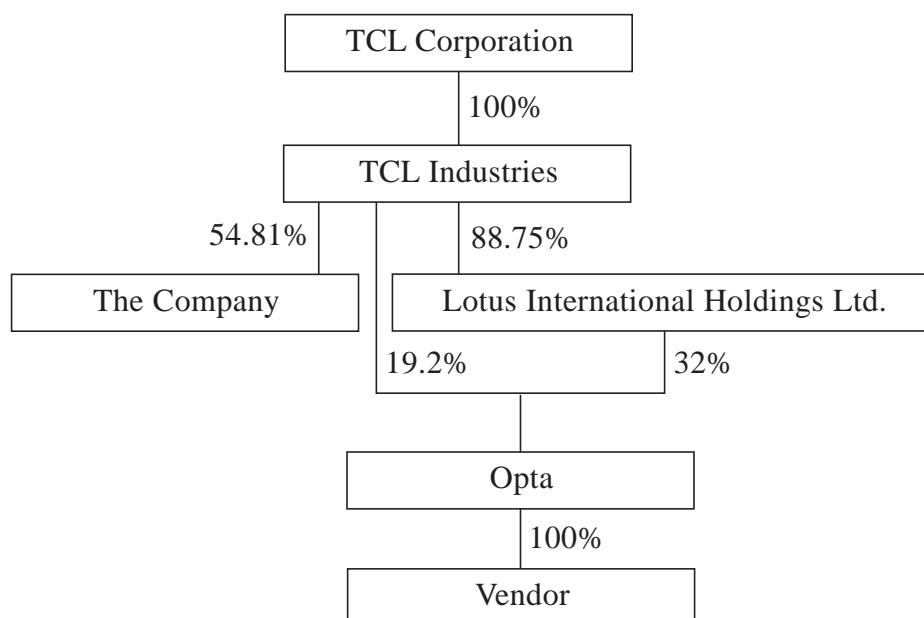 TCL Corporation
100%
TCL Industries
54.81%
88.75%
The Company
Lotus International Holdings Ltd.
19.2%
32%
Opta
100%
Vendor